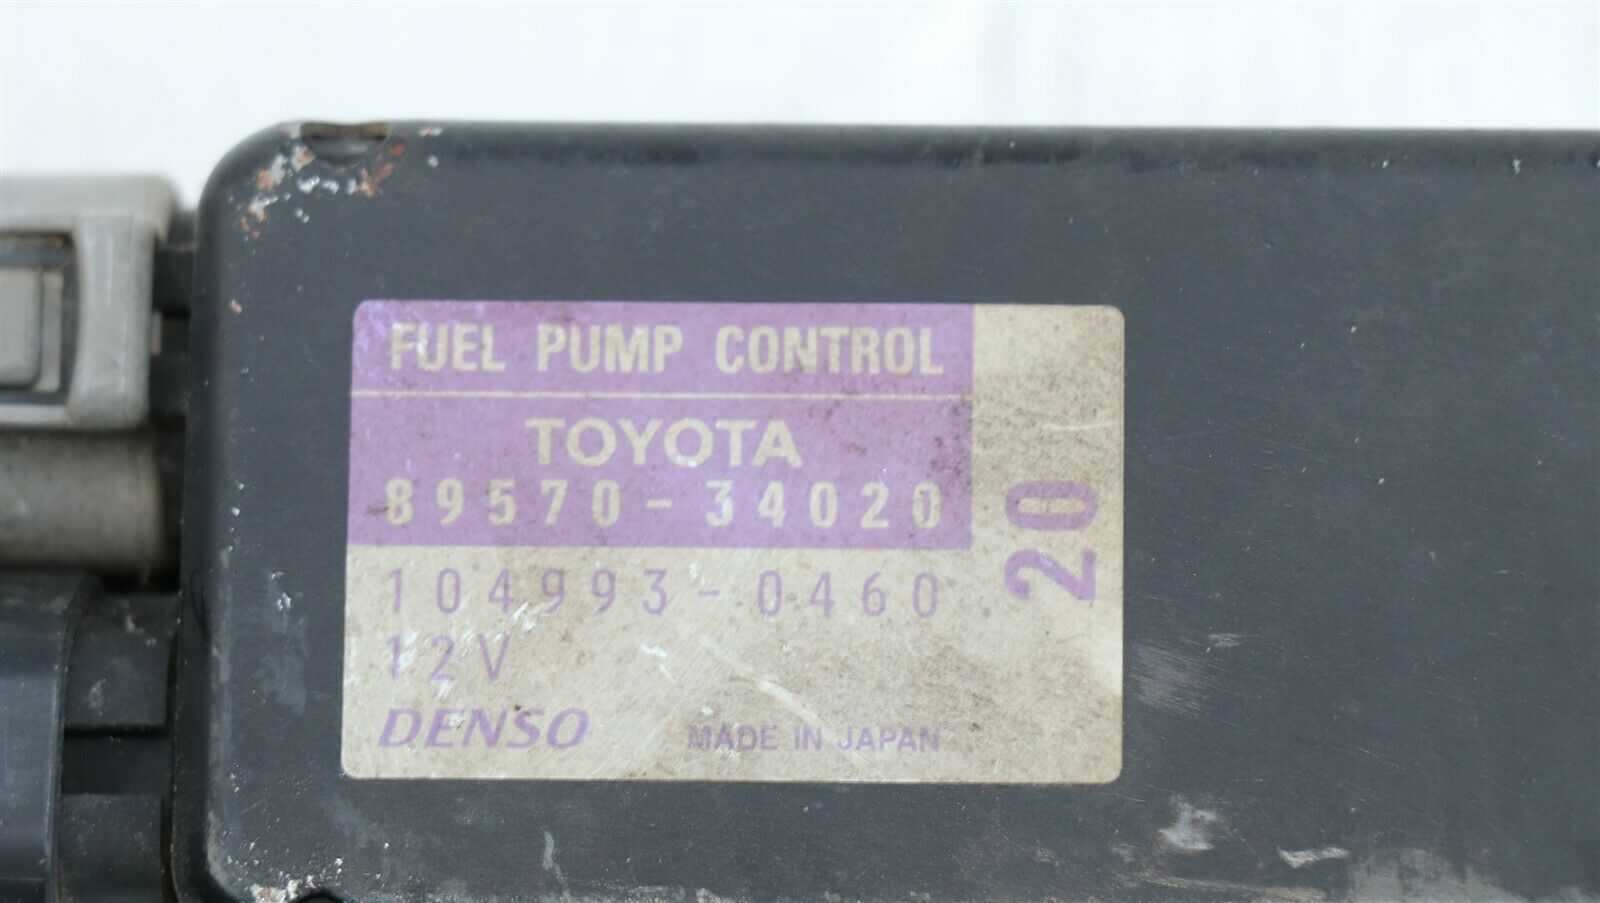 FUEL PUMP CONTROL
TOYOTA
89570-34020
20
104993-0460
12V
DENSO MADE IN JAPAN